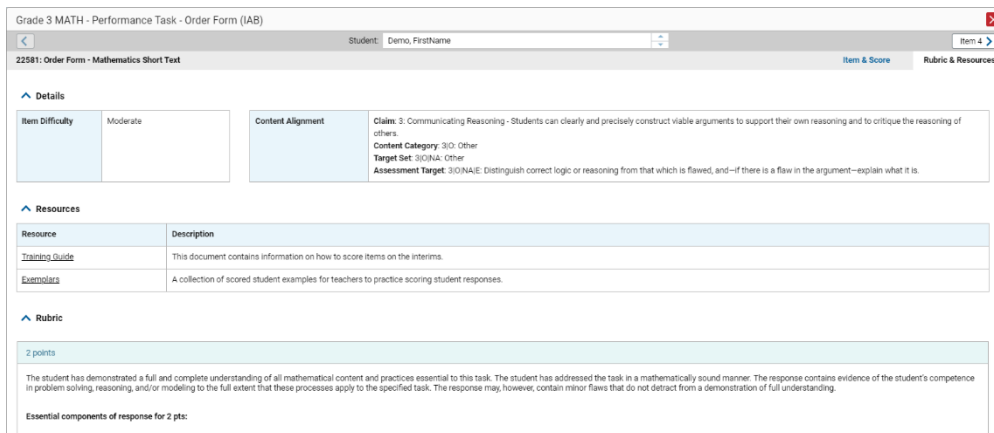 Grade 3 MATH - Performance Task - Order Form (IAB)
Student: Demo, FirstName
Item 4
22581: Order Form - Mathematics Short Text
Item & Score
Rubric & Resources
Details
Item Difficulty
Moderate
Content Alignment
Claim: 3: Communicating Reasoning - Students can clearly and precisely construct viable arguments to support their own reasoning and to critique the reasoning of
others.
Content Category: 3|O: Other
Target Set: 3|O|NA: Other
Assessment Target: 3|O|NA|E: Distinguish correct logic or reasoning from that which is flawed, and—if there is a flaw in the argument—explain what it is.
Resources
Resource
Description
Training Guide
This document contains information on how to score items on the interims.
Exemplars
A collection of scored student examples for teachers to practice scoring student responses.
Rubric
2 points
The student has demonstrated a full and complete understanding of all mathematical content and practices essential to this task. The student has addressed the task in a mathematically sound manner. The response contains evidence of the student's competence
in problem solving, reasoning, and/or modeling to the full extent that these processes apply to the specified task. The response may, however, contain minor flaws that do not detract from a demonstration of full understanding.
Essential components of response for 2 pts: